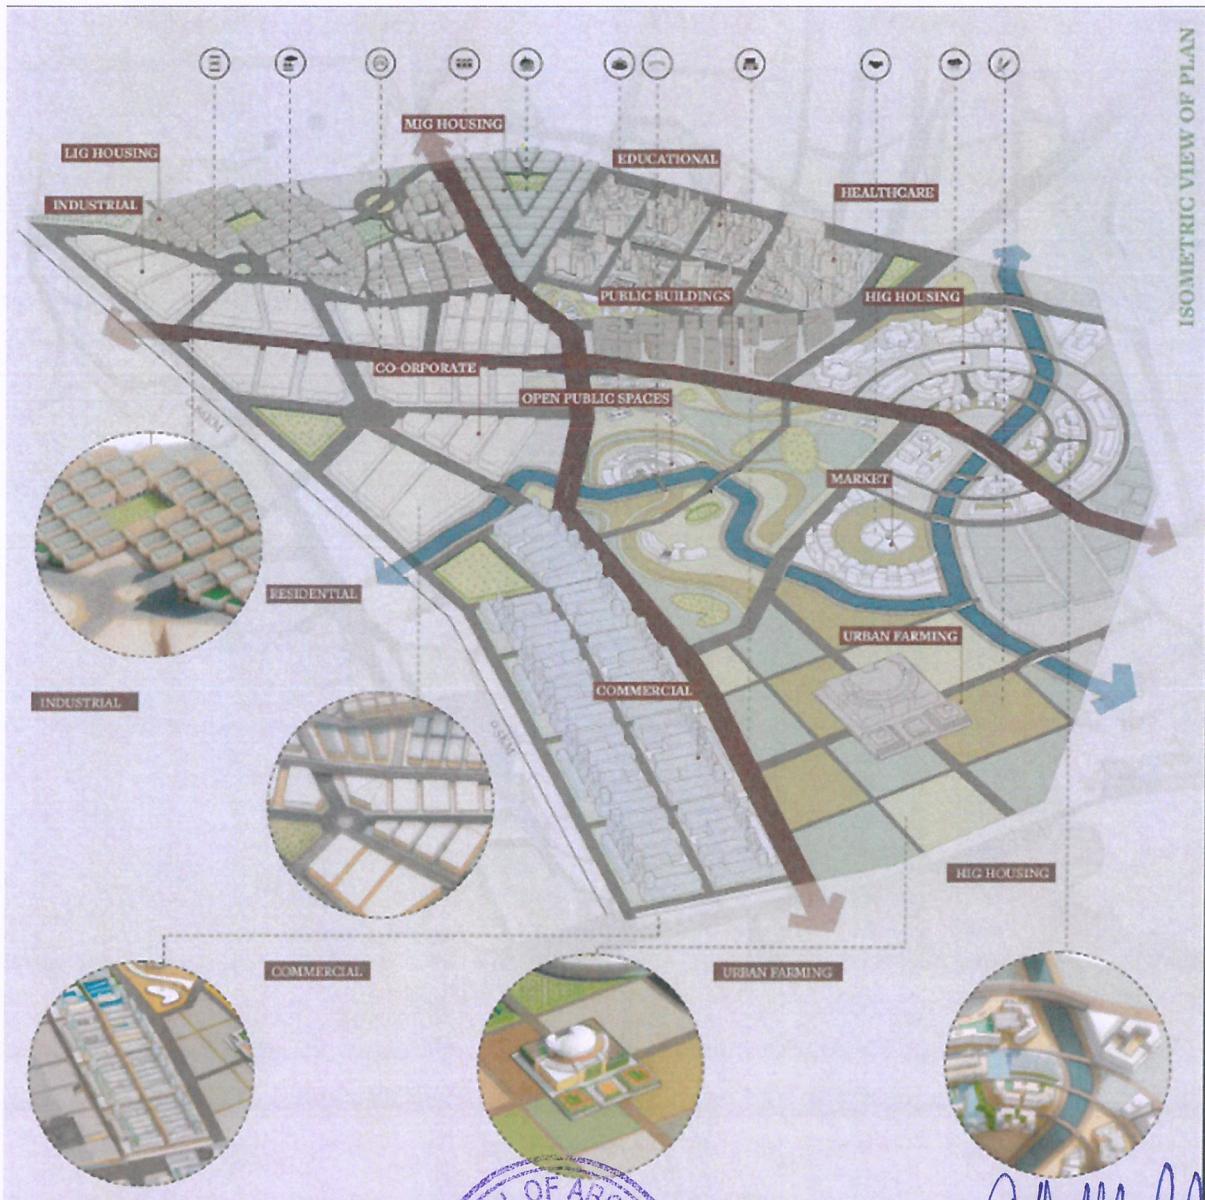 ISOMETRIC VIEW OF PLAN
MIG HOUSING
LIG HOUSING
EDUCATIONAL
HEALTHCARE
INDUSTRIAL
PUBLIC BUILDINGS
HIG HOUSING
CO-ORPORATE
OPEN PUBLIC SPACES
MARKET
RESIDENTIAL
URBAN FARMING
COMMERCIAL
INDUSTRIAL
HIG HOUSING
COMMERCIAL
URBAN FARMING
OF